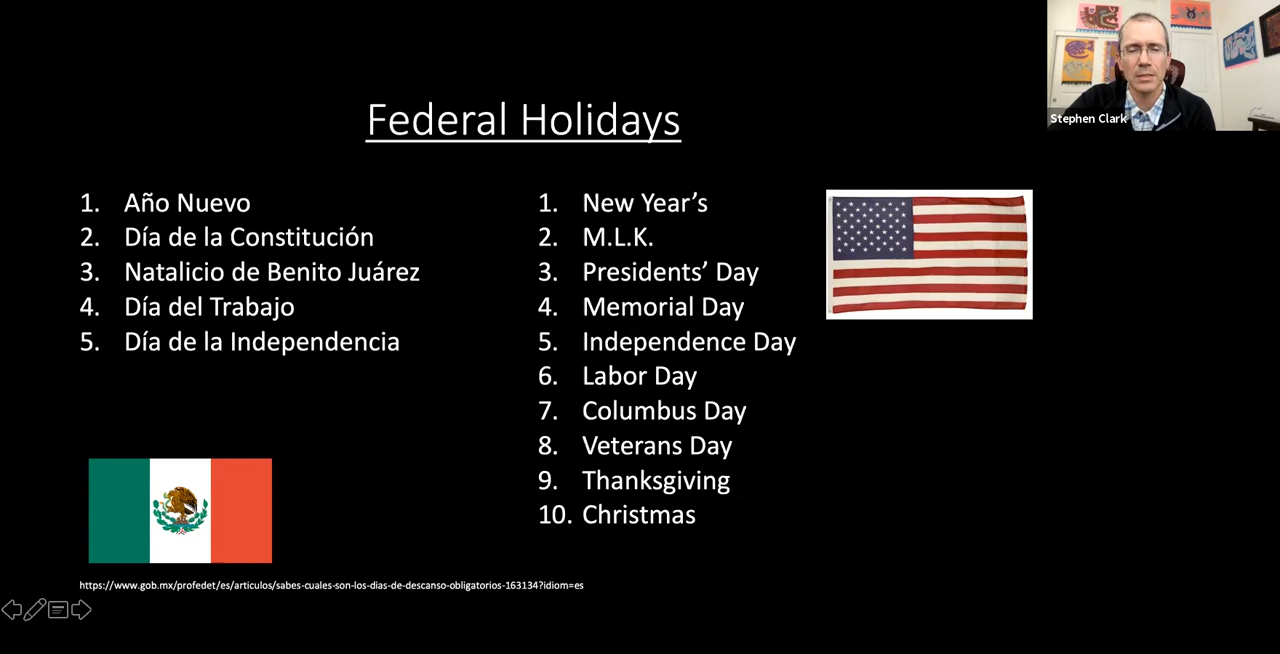 Federal Holidays
1. Año Nuevo
2. Día de la Constitución
3. Natalicio de Benito Juárez
4. Día del Trabajo
5. Día de la Independencia
1. New Year’s
2. M.L.K.
3. Presidents’ Day
4. Memorial Day
5. Independence Day
6. Labor Day
7. Columbus Day
8. Veterans Day
9. Thanksgiving
10. Christmas
https://www.gob.mx/profedet/es/articulos/sabes-cuales-son-los-dias-de-descanso-obligatorios-163134?idiom=es
Stephen Clark